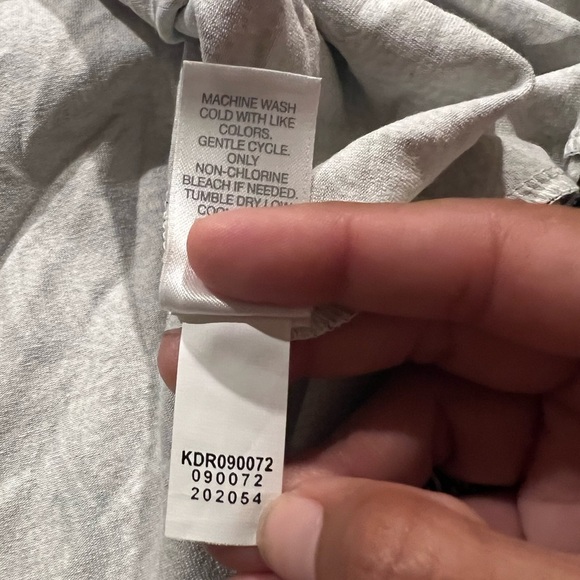 MACHINE WASH
COLD WITH LIKE
COLORS.
GENTLE CYCLE.
ONLY
NON-CHLORINE
BLEACH IF NEEDED.
TUMBLE DRY LOW
KDR090072
090072
202054